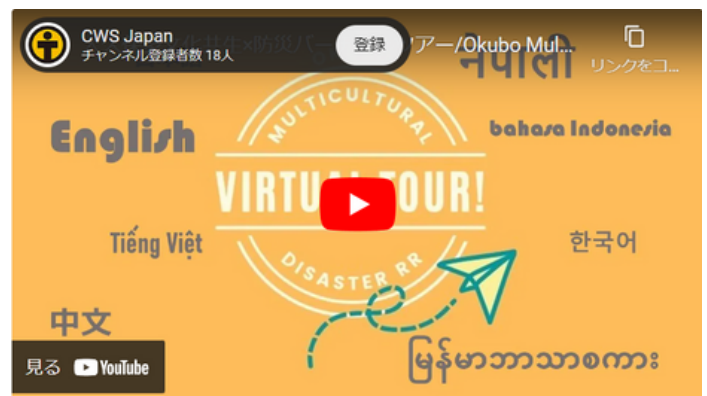 CWS Japan
チャンネル登録者数 18人
登録
ツアー/Okubo Mul...
リンクをコ...
नेपाली
English
MULTICULTURAL
bahasa Indonesia
VIRTUAL TOUR!
Tiếng Việt
한국어
DISASTER RR
中文
မြန်မာဘာသာစကား
見る YouTube